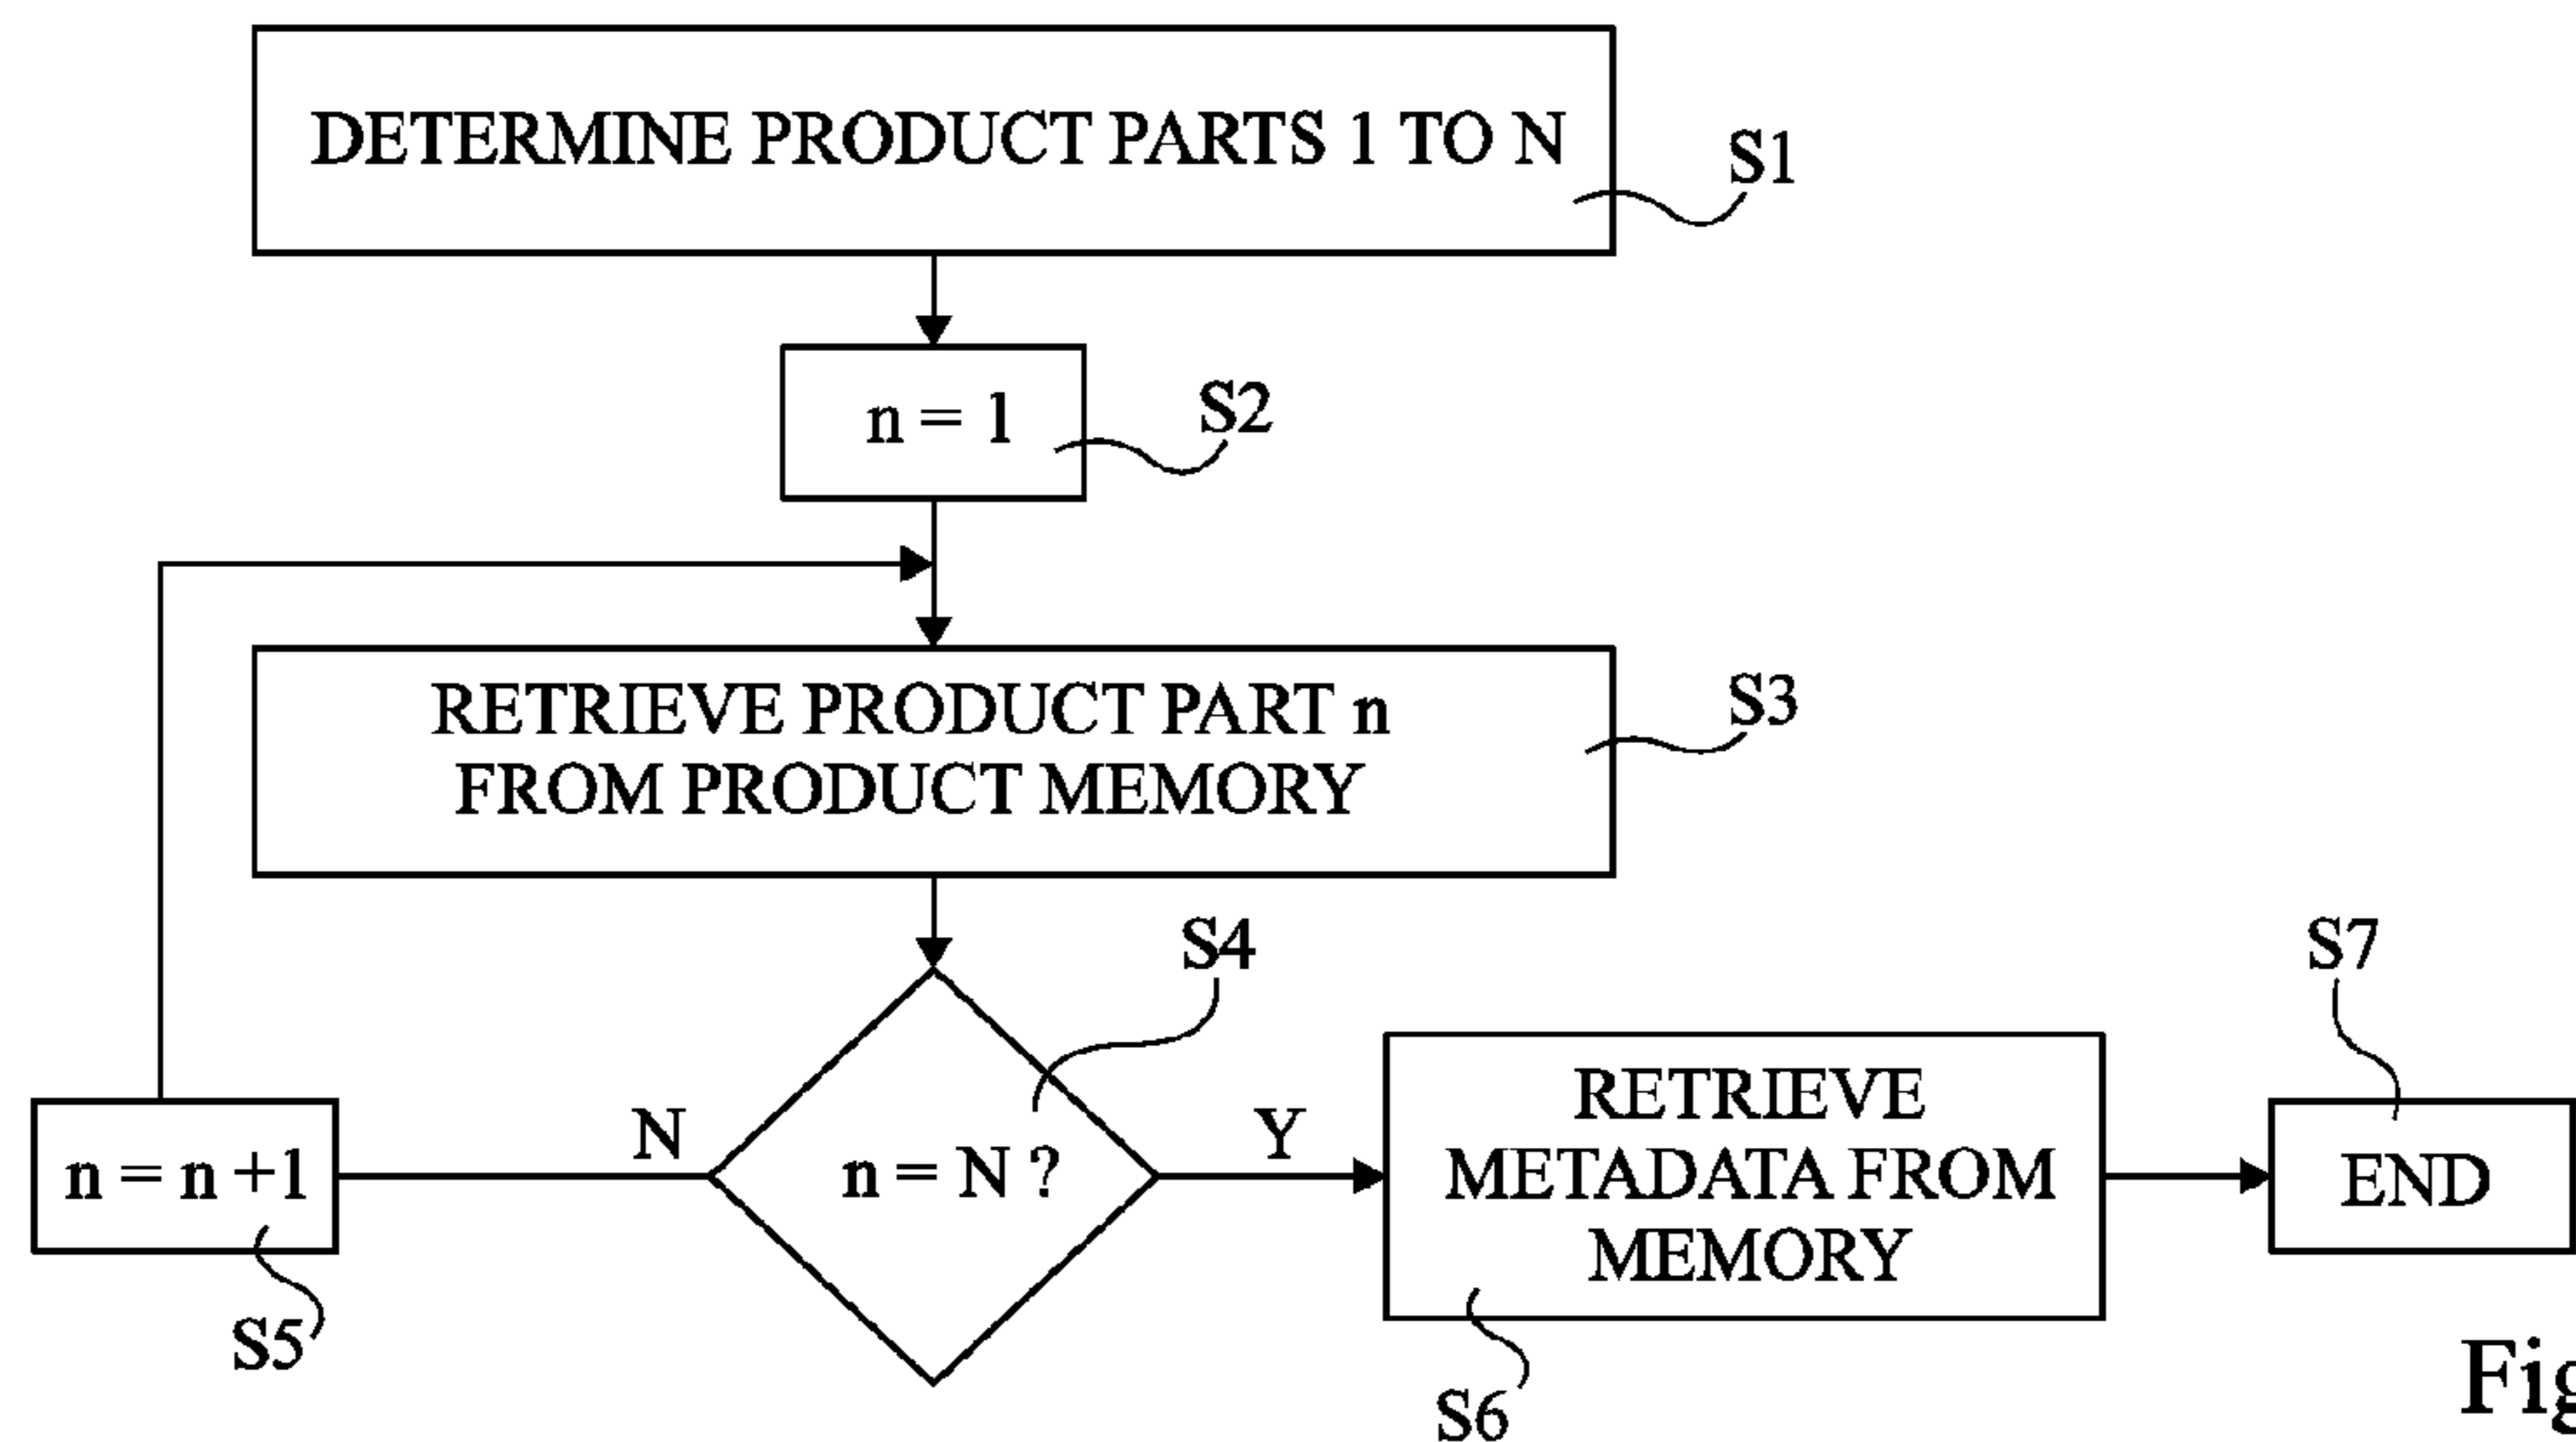 DETERMINE PRODUCT PARTS 1 TO N
S1
n = 1
S2
RETRIEVE PRODUCT PART n
FROM PRODUCT MEMORY
S3
S4
n = N ?
N
Y
n = n +1
S5
RETRIEVE
METADATA FROM
MEMORY
S6
S7
END